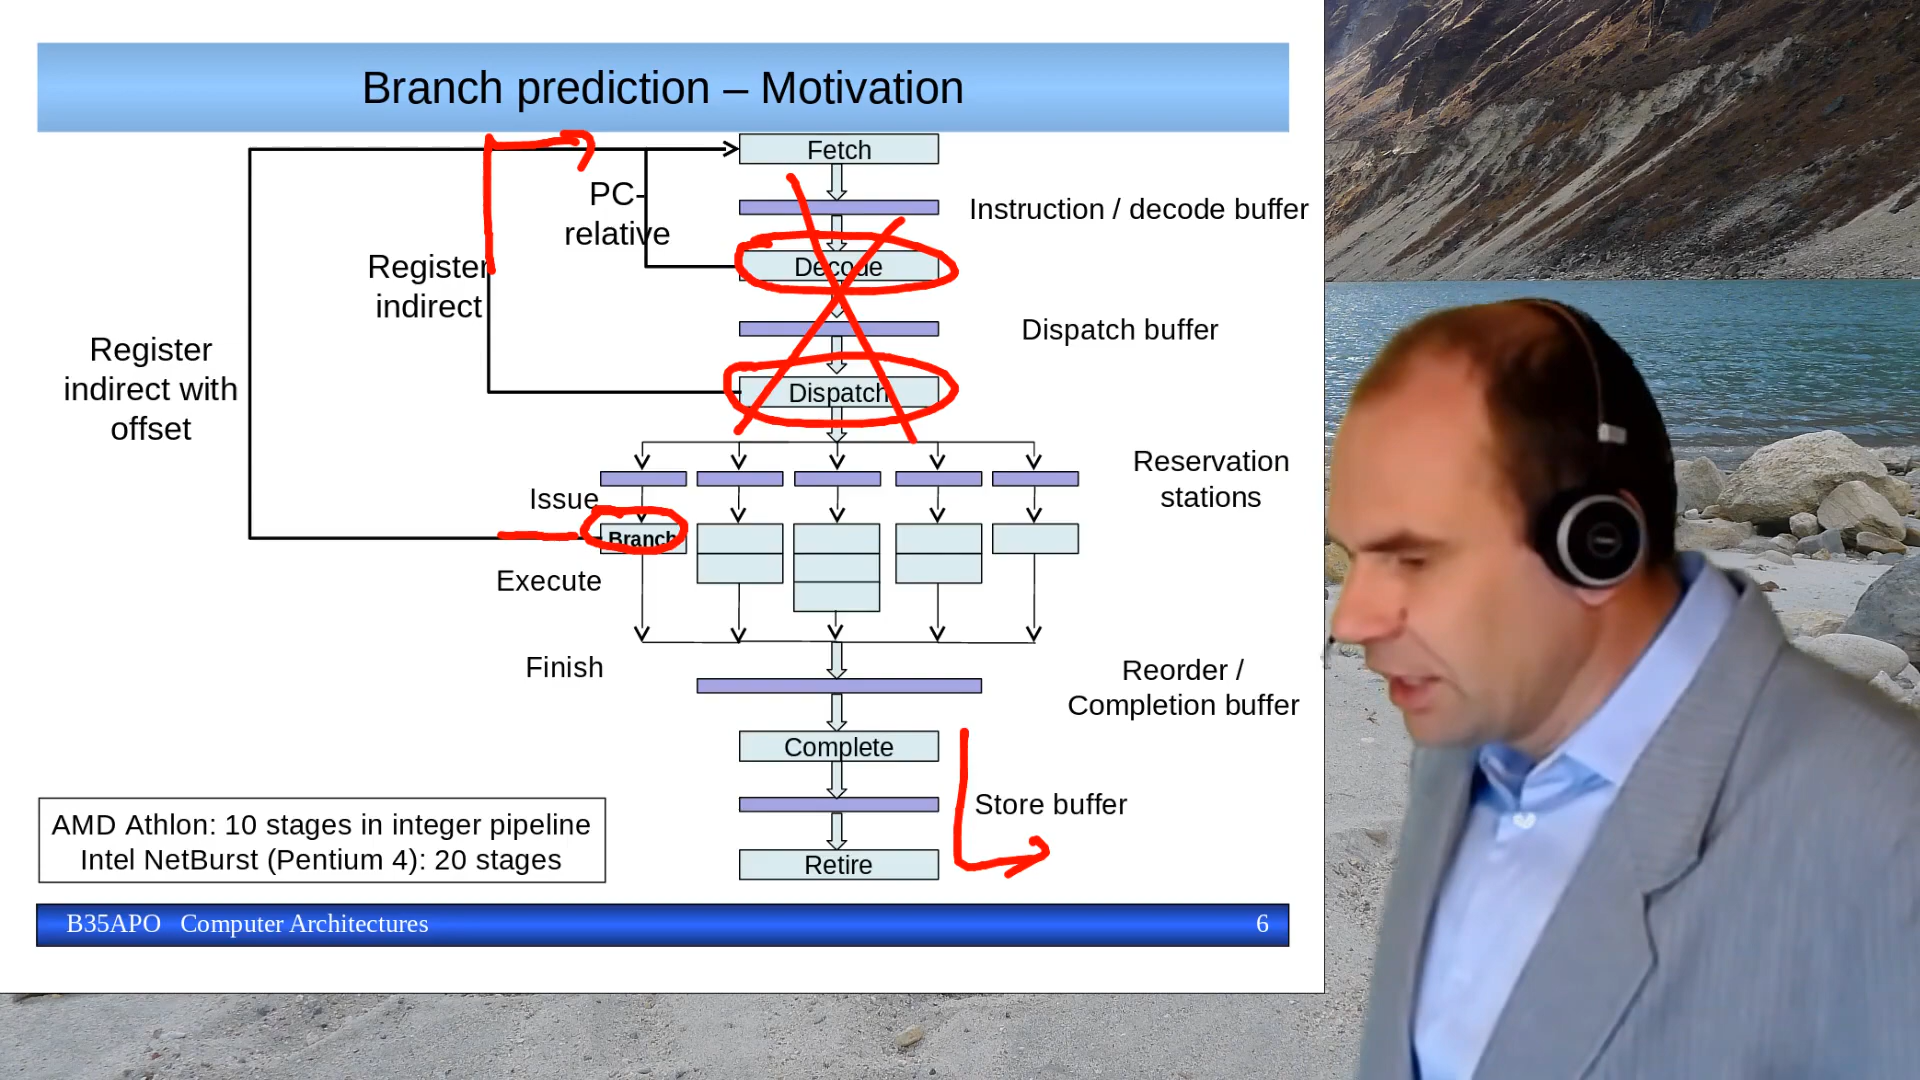 Branch prediction – Motivation
Fetch
PC-
relative
Instruction / decode buffer
Register
indirect
Decode
Register
indirect with
offset
Dispatch buffer
Dispatch
Reservation
stations
Issue
Branch
Execute
Finish
Reorder /
Completion buffer
Complete
Store buffer
Retire
AMD Athlon: 10 stages in integer pipeline
Intel NetBurst (Pentium 4): 20 stages
B35APO Computer Architectures
6